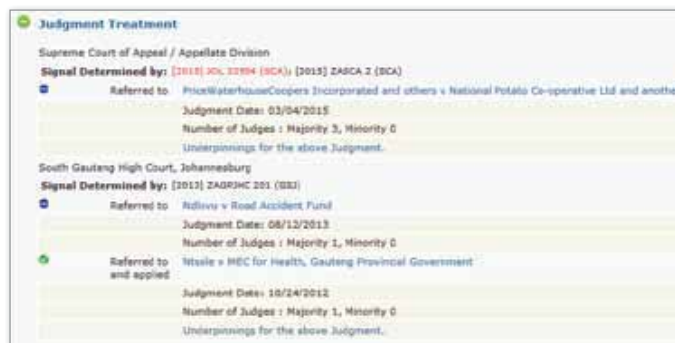 Judgment Treatment
Supreme Court of Appeal / Appellate Division
Signal Determined by: [2015] JOL 32994 (SCA); [2015] ZASCA 2 (SCA)
Referred to PriceWaterhouseCoopers Incorporated and others v National Potato Co-operative Ltd and anothe
Judgment Date: 03/04/2015
Number of Judges : Majority 3, Minority 0
Underpinnings for the above Judgment.
South Gauteng High Court, Johannesburg
Signal Determined by: [2013] ZAGPJHC 201 (GSJ)
Referred to Ndlovu v Road Accident Fund
Judgment Date: 08/12/2013
Number of Judges : Majority 1, Minority 0
Referred to v MEC for Health, Gauteng Provincial Government
and applied
Judgment Date: 10/24/2012
Number of Judges : Majority 1, Minority 0
Underpinnings for the above Judgment.